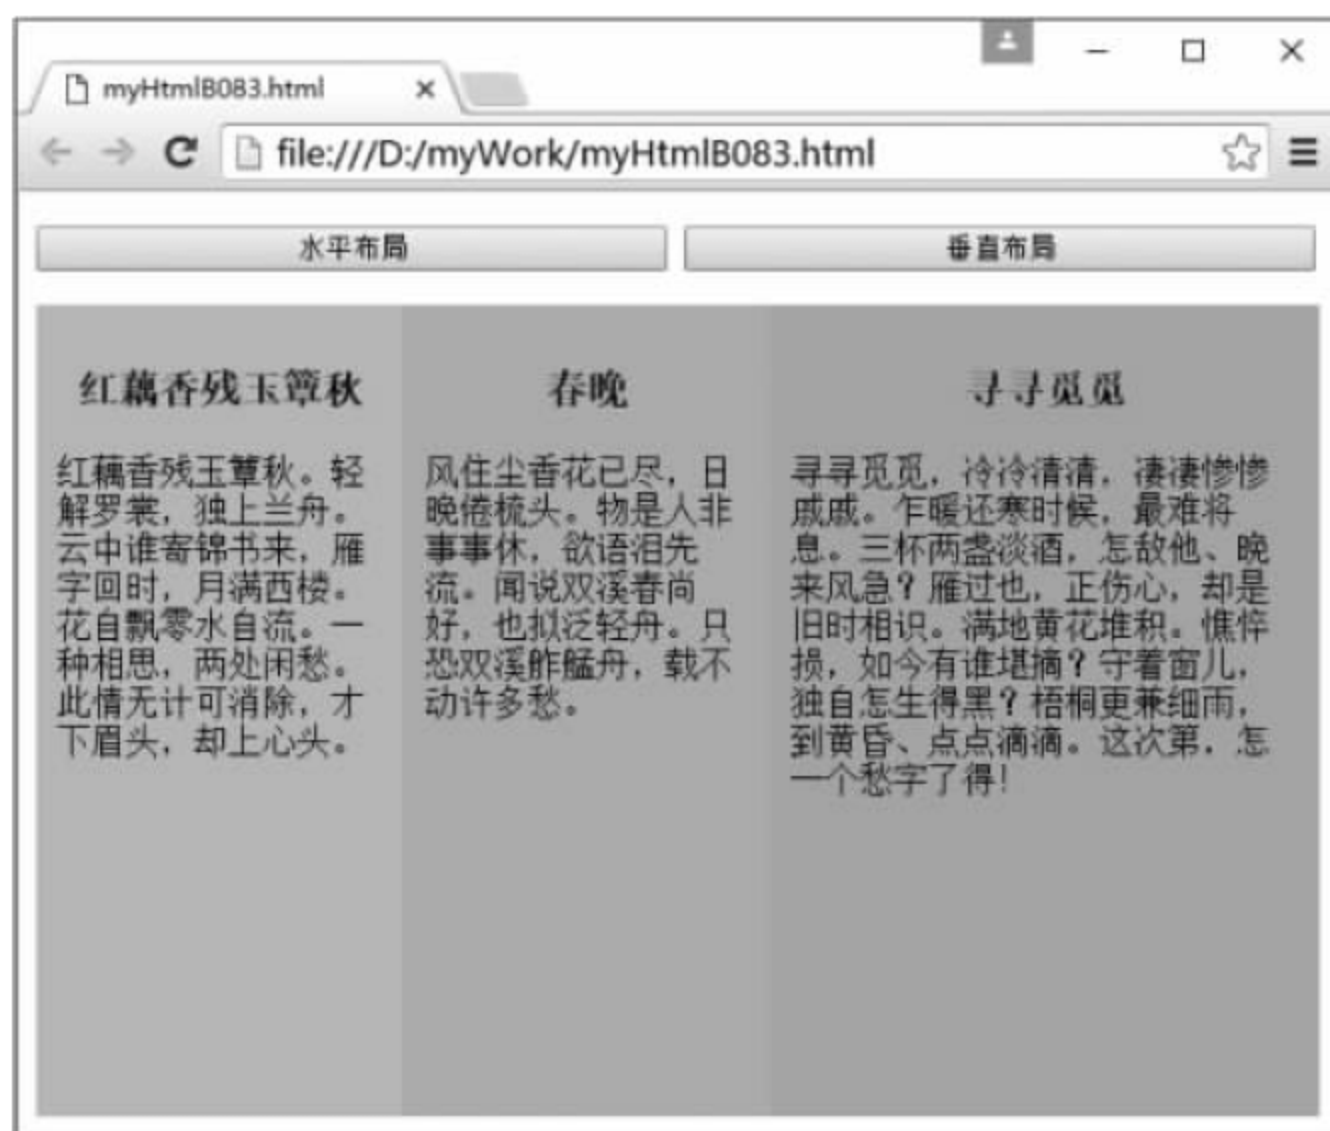 myHtmlB083.html
file:///D:/myWork/myHtmlB083.html
水平布局
垂直布局
红藕香残玉簟秋
红藕香残玉簟秋。轻
解罗裳，独上兰舟。
云中谁寄锦书来，雁
字回时，月满西楼。
花自飘零水自流。一
种相思，两处闲愁。
此情无计可消除，才
下眉头，却上心头。
春晚
风住尘香花已尽，日
晚倦梳头。物是人非
事事休，欲语泪先
流。闻说双溪春尚
好，也拟泛轻舟。只
恐双溪舴艋舟，载不
动许多愁。
寻寻觅觅
寻寻觅觅，冷冷清清，凄凄惨惨
戚戚。乍暖还寒时候，最难将
息。三杯两盏淡酒，怎敌他、晚
来风急？雁过也，正伤心，却是
旧时相识。满地黄花堆积。憔悴
损，如今有谁堪摘？守着窗儿，
独自怎生得黑？梧桐更兼细雨，
到黄昏、点点滴滴。这次第，怎
一个愁字了得！